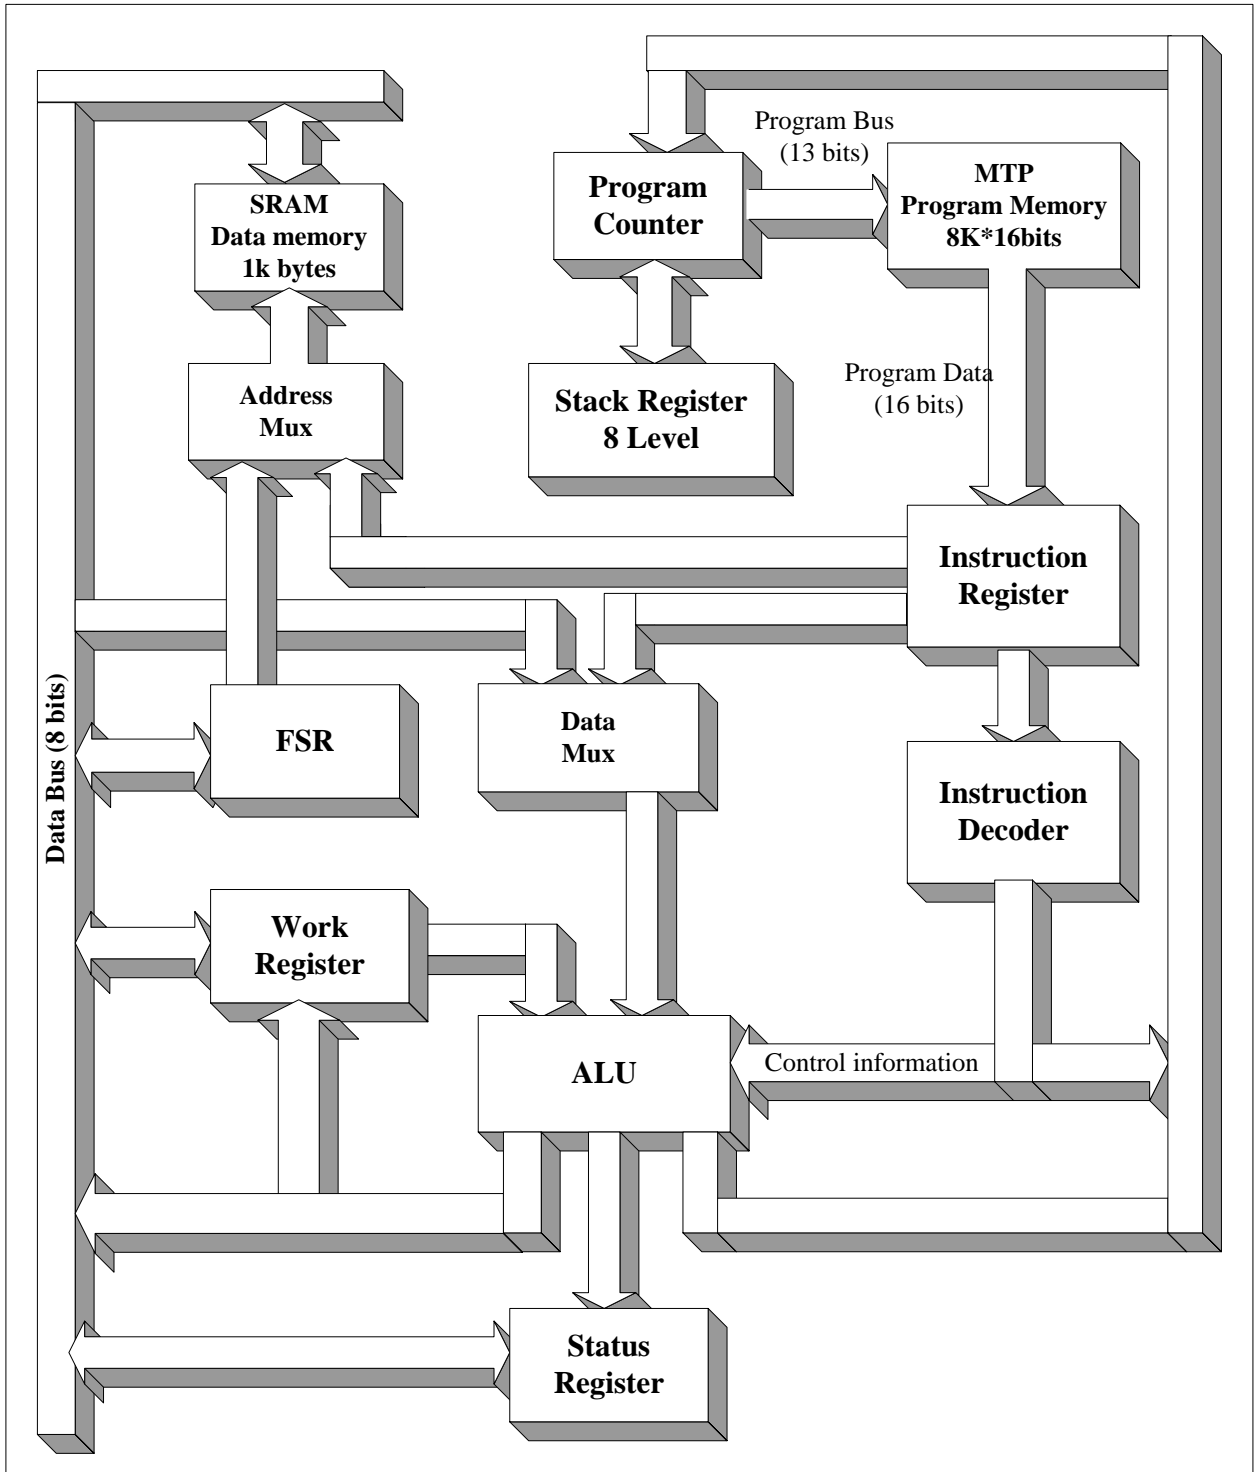 Program Bus
(13 bits)
Program
Counter
MTP
Program Memory
8K*16bits
SRAM
Data memory
1k bytes
Address
Mux
Stack Register
8 Level
Program Data
(16 bits)
Instruction
Register
Data Bus (8 bits)
FSR
Data
Mux
Instruction
Decoder
Work
Register
ALU
Control information
Status
Register